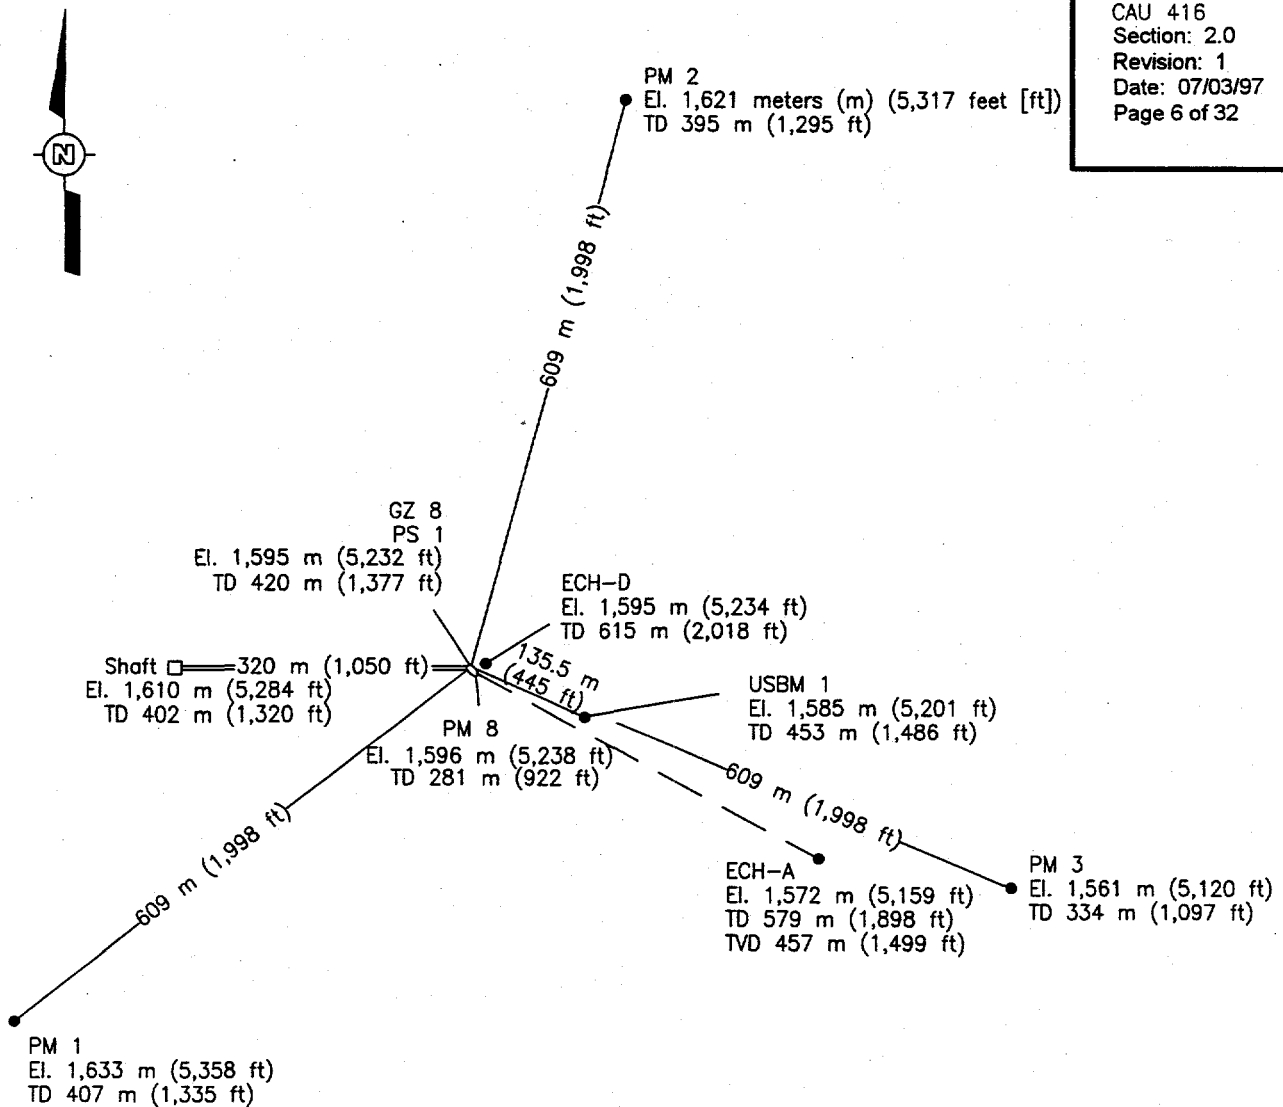 CAU 416
Section: 2.0
Revision: 1
Date: 07/03/97
Page 6 of 32
N
PM 2
El. 1,621 meters (m) (5,317 feet [ft])
TD 395 m (1,295 ft)
609 m (1,998 ft)
GZ 8
PS 1
El. 1,595 m (5,232 ft)
TD 420 m (1,377 ft)
ECH-D
El. 1,595 m (5,234 ft)
TD 615 m (2,018 ft)
Shaft
320 m (1,050 ft)
El. 1,610 m (5,284 ft)
TD 402 m (1,320 ft)
135.5 m
(445 ft)
USBM 1
El. 1,585 m (5,201 ft)
TD 453 m (1,486 ft)
PM 8
El. 1,596 m (5,238 ft)
TD 281 m (922 ft)
609 m (1,998 ft)
609 m (1,998 ft)
ECH-A
El. 1,572 m (5,159 ft)
TD 579 m (1,898 ft)
TVD 457 m (1,499 ft)
PM 3
El. 1,561 m (5,120 ft)
TD 334 m (1,097 ft)
PM 1
El. 1,633 m (5,358 ft)
TD 407 m (1,335 ft)